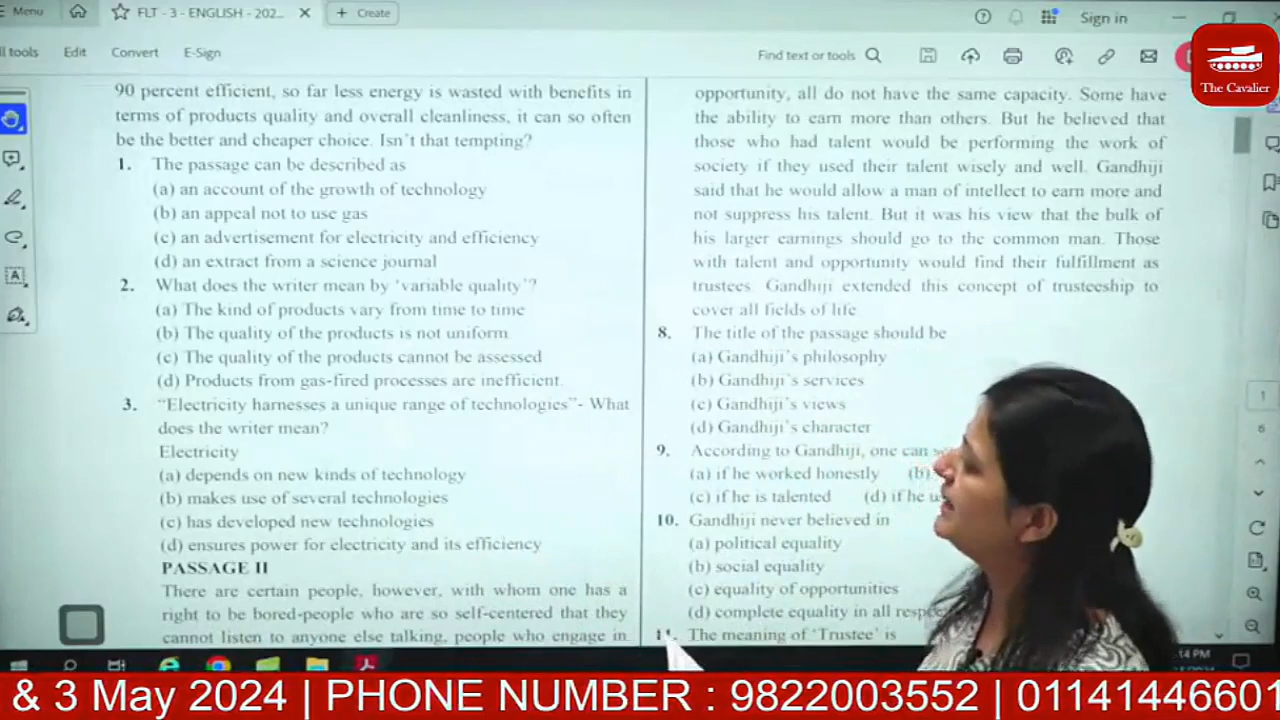 Menu
FLT - 3 - ENGLISH - 202...
+ Create
Sign in
All tools
Edit
Convert
E-Sign
Find text or tools
The Cavalier
90 percent efficient, so far less energy is wasted with benefits in
terms of products quality and overall cleanliness, it can so often
be the better and cheaper choice. Isn't that tempting?
1. The passage can be described as
(a) an account of the growth of technology
(b) an appeal not to use gas
(c) an advertisement for electricity and efficiency
(d) an extract from a science journal
2. What does the writer mean by 'variable quality'?
(a) The kind of products vary from time to time
(b) The quality of the products is not uniform
(c) The quality of the products cannot be assessed
(d) Products from gas-fired processes are inefficient.
3. "Electricity harnesses a unique range of technologies"- What
does the writer mean?
Electricity
(a) depends on new kinds of technology
(b) makes use of several technologies
(c) has developed new technologies
(d) ensures power for electricity and its efficiency
PASSAGE II
There are certain people, however, with whom one has a
right to be bored-people who are so self-centered that they
cannot listen to anyone else talking, people who engage in
opportunity, all do not have the same capacity. Some have
the ability to earn more than others. But he believed that
those who had talent would be performing the work of
society if they used their talent wisely and well. Gandhiji
said that he would allow a man of intellect to earn more and
not suppress his talent. But it was his view that the bulk of
his larger earnings should go to the common man. Those
with talent and opportunity would find their fulfillment as
trustees. Gandhiji extended this concept of trusteeship to
cover all fields of life
8. The title of the passage should be
(a) Gandhiji's philosophy
(b) Gandhiji's services
(c) Gandhiji's views
(d) Gandhiji's character
9. According to Gandhiji, one can
(a) if he worked honestly (b)
(c) if he is talented (d) if he
10. Gandhiji never believed in
(a) political equality
(b) social equality
(c) equality of opportunities
(d) complete equality in all
11. The meaning of 'Trustee' is
1
6
:14 PM
& 3 May 2024 | PHONE NUMBER : 9822003552 | 01141446601